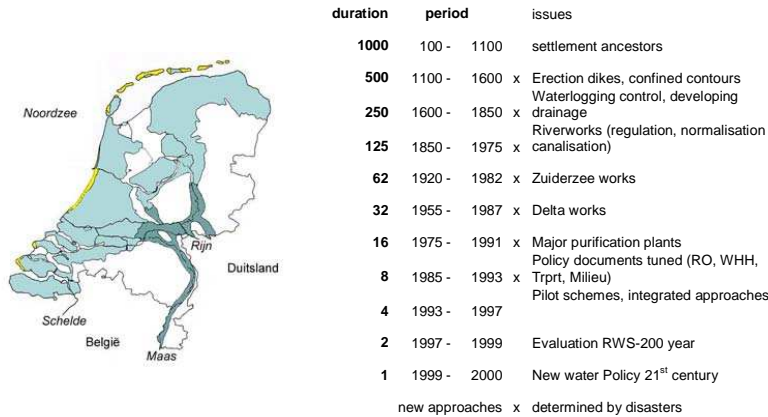 Noordzee
Rijn
Duitsland
Schelde
België
Maas
duration period issues
1000 100 - 1100 settlement ancestors
500 1100 - 1600 x Erection dikes, confined contours
250 1600 - 1850 x Waterlogging control, developing
drainage
125 1850 - 1975 x Riverworks (regulation, normalisation
canalisation)
62 1920 - 1982 x Zuiderzee works
32 1955 - 1987 x Delta works
16 1975 - 1991 x Major purification plants
8 1985 - 1993 x Policy documents tuned (RO, WHH,
Trprt, Milieu)
4 1993 - 1997 Pilot schemes, integrated approaches
2 1997 - 1999 Evaluation RWS-200 year
1 1999 - 2000 New water Policy 21st century
new approaches x determined by disasters